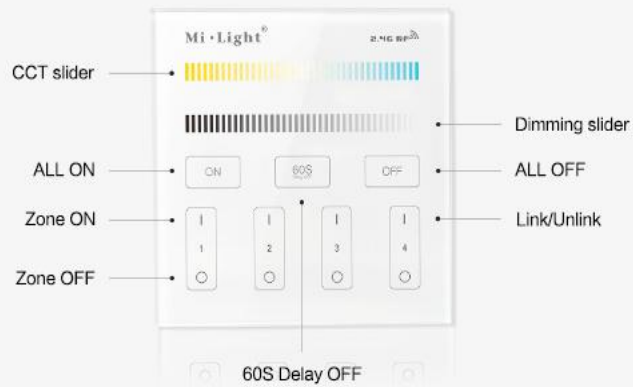 Mi·Light®
2.4G RF
CCT slider
Dimming slider
ALL ON
ON
60S
OFF
ALL OFF
Zone ON
I
I
I
I
Link/Unlink
1
2
3
4
Zone OFF
O
O
O
O
60S Delay OFF